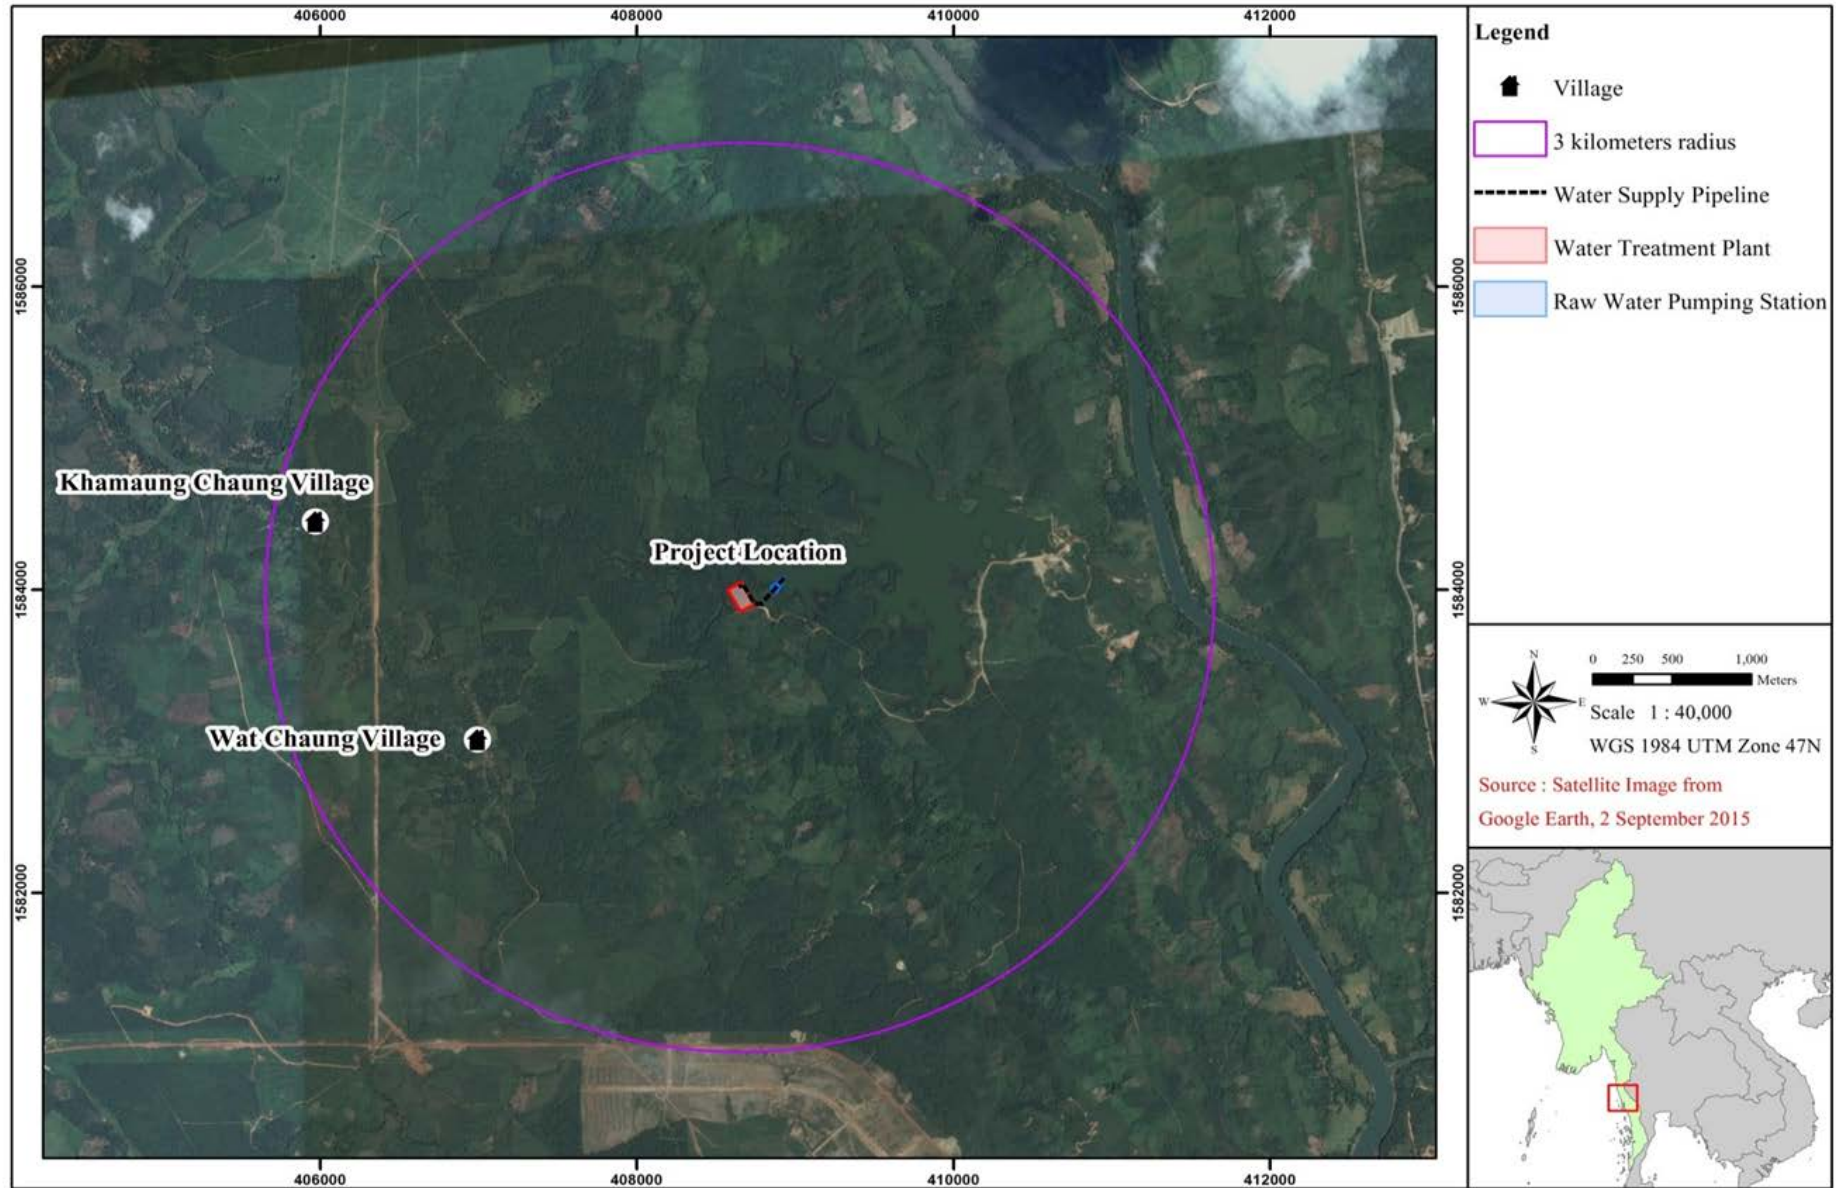 406000
408000
410000
412000
1586000
1584000
1582000
1586000
1584000
1582000
Khamaung Chaung Village
Project Location
Wat Chaung Village
406000
408000
410000
412000
Legend
Village
3 kilometers radius
Water Supply Pipeline
Water Treatment Plant
Raw Water Pumping Station
N
W
E
S
0 250 500 1,000
Meters
Scale 1 : 40,000
WGS 1984 UTM Zone 47N
Source : Satellite Image from
Google Earth, 2 September 2015